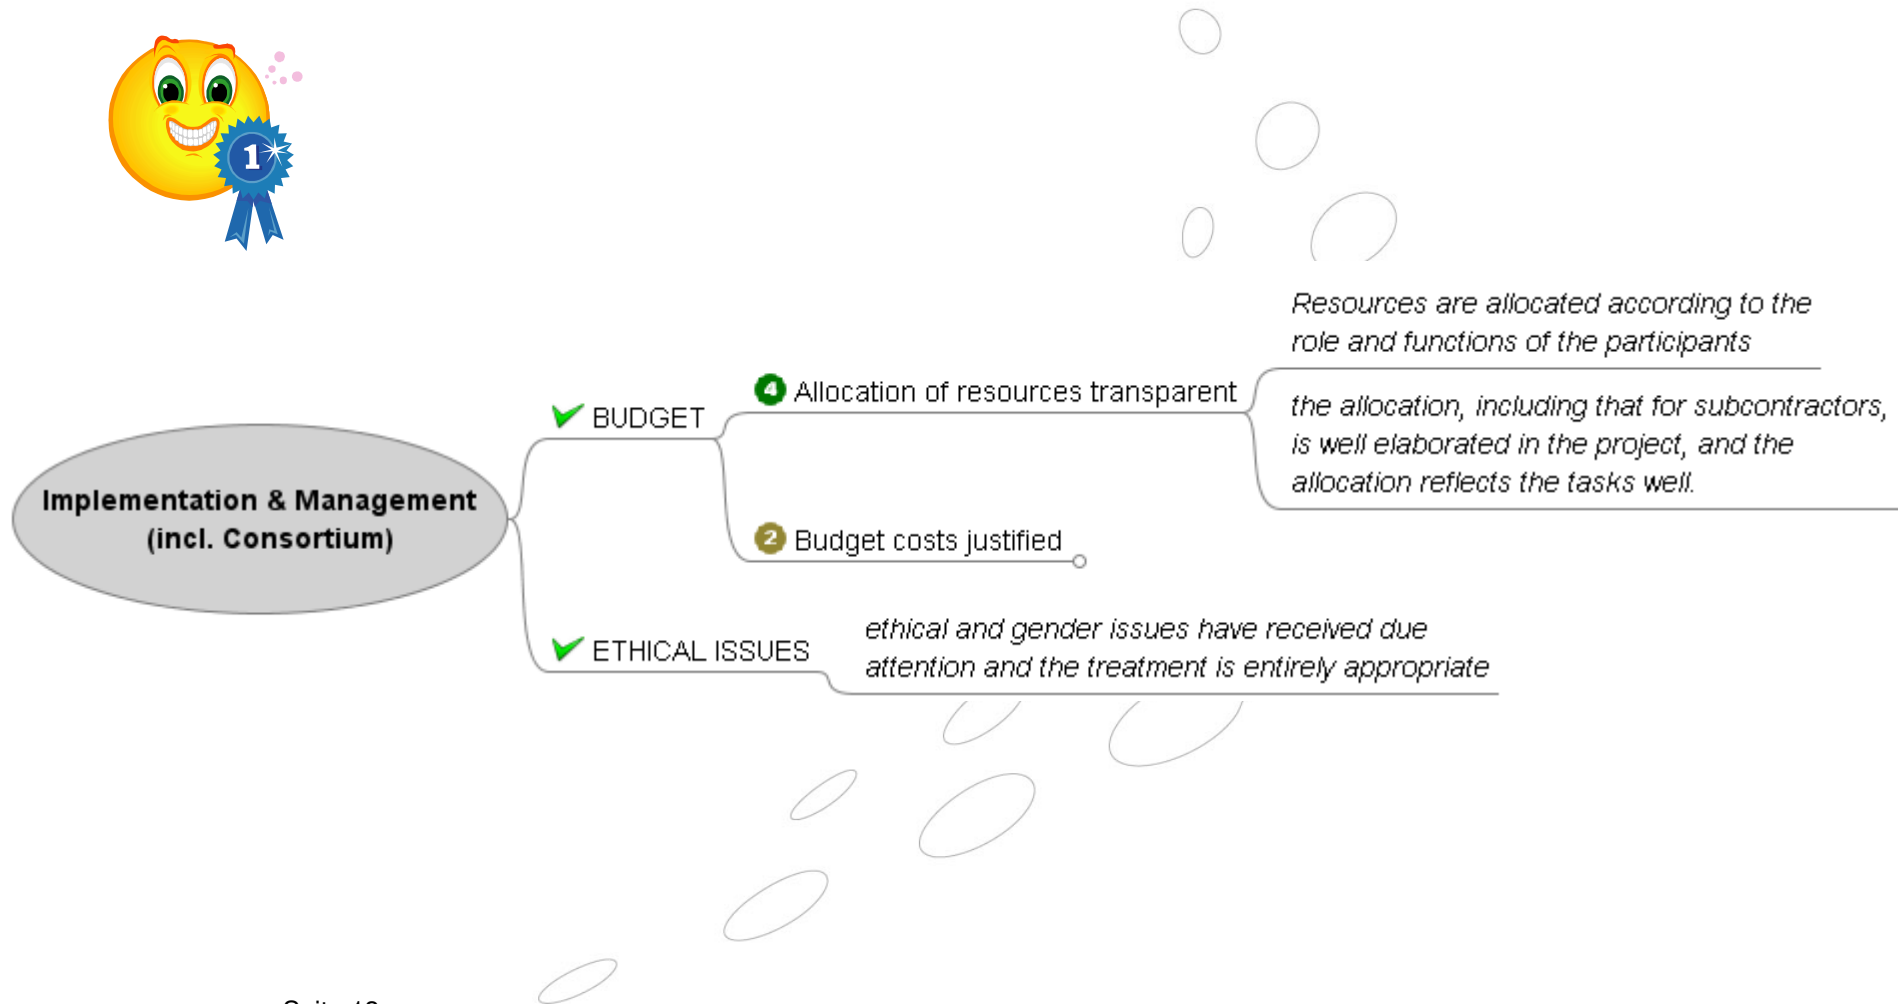 1
Resources are allocated according to the
role and functions of the participants
4 Allocation of resources transparent
the allocation, including that for subcontractors,
is well elaborated in the project, and the
allocation reflects the tasks well.
BUDGET
Implementation & Management
(incl. Consortium)
2 Budget costs justified
ETHICAL ISSUES
ethical and gender issues have received due
attention and the treatment is entirely appropriate